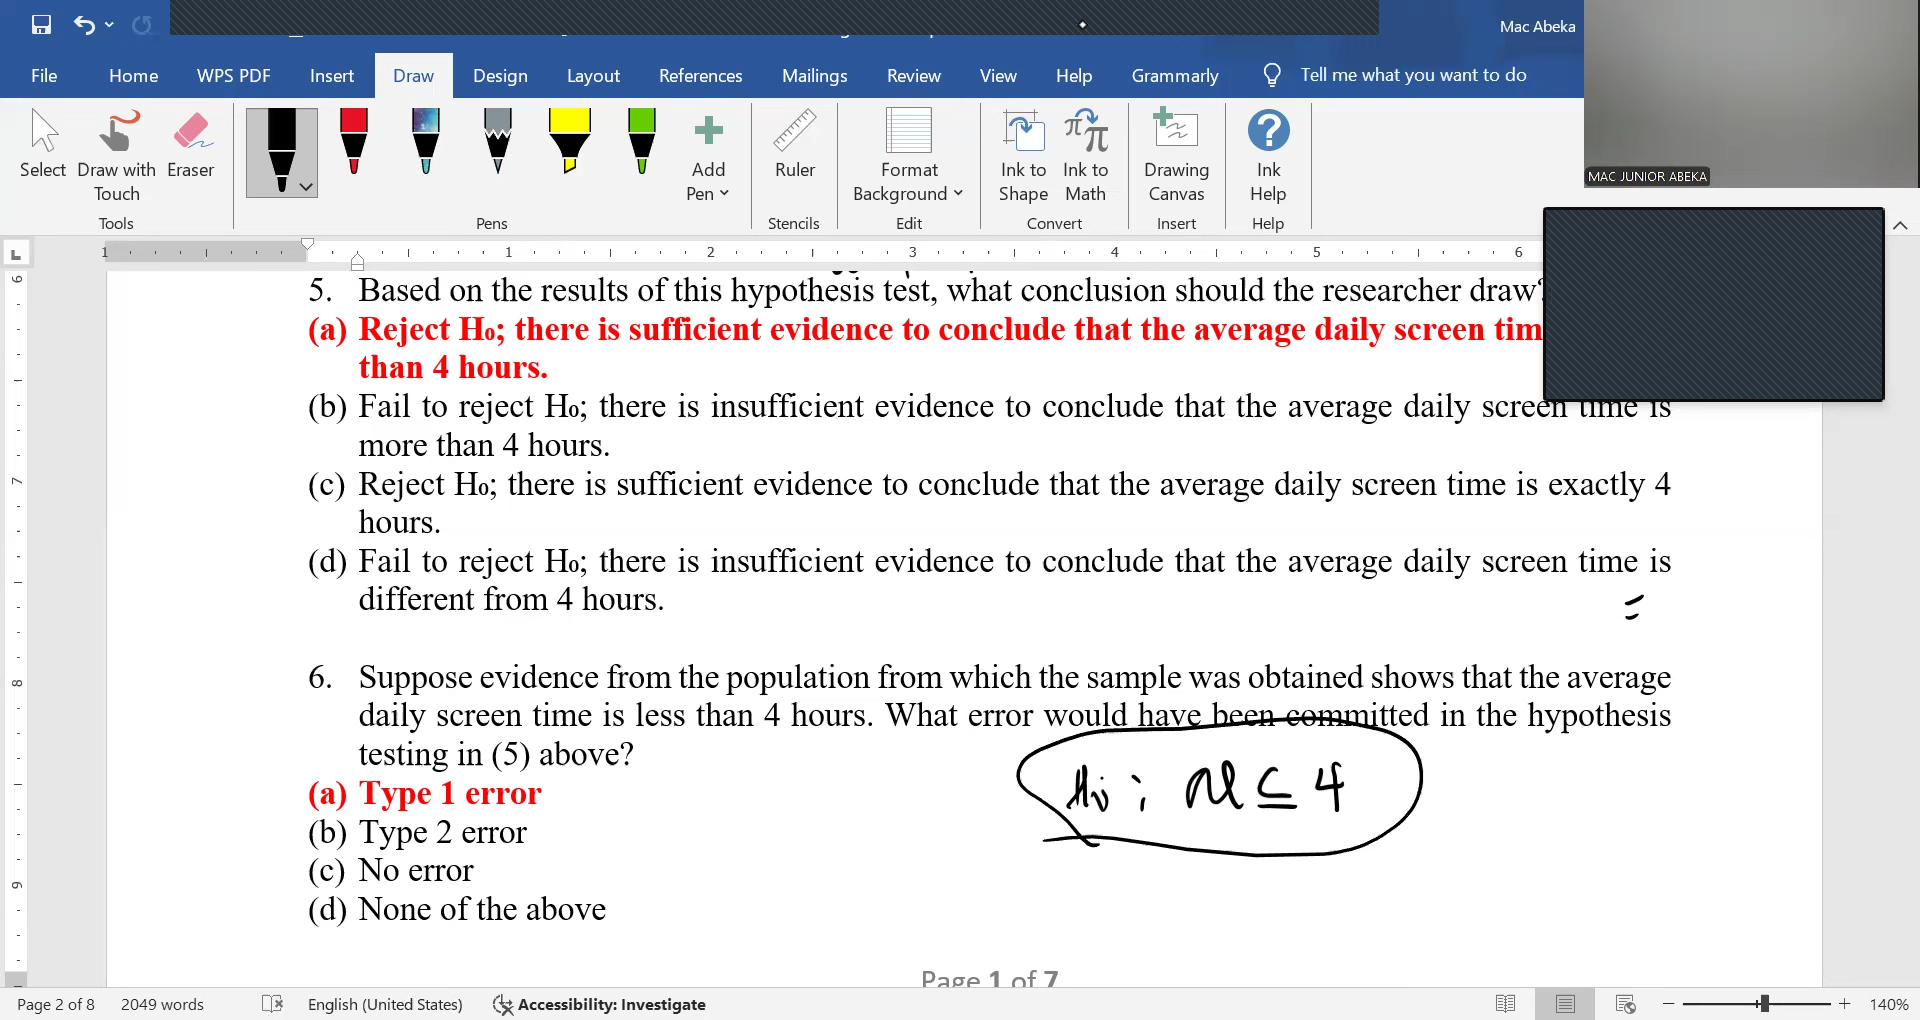 Mac Abeka
File Home WPS PDF Insert Draw Design Layout References Mailings Review View Help Grammarly Tell me what you want to do
Select Draw with Touch Eraser Add Pen Ruler Format Background Ink to Shape Ink to Math Drawing Canvas Ink Help
Tools Pens Stencils Edit Convert Insert Help
MAC JUNIOR ABEKA
1 1 2 3 4 5 6
5. Based on the results of this hypothesis test, what conclusion should the researcher draw?
(a) Reject H₀; there is sufficient evidence to conclude that the average daily screen
than 4 hours.
(b) Fail to reject H₀; there is insufficient evidence to conclude that the average daily screen time is
more than 4 hours.
(c) Reject H₀; there is sufficient evidence to conclude that the average daily screen time is exactly 4
hours.
(d) Fail to reject H₀; there is insufficient evidence to conclude that the average daily screen time is
different from 4 hours.
6. Suppose evidence from the population from which the sample was obtained shows that the average
daily screen time is less than 4 hours. What error would have been committed in the hypothesis
testing in (5) above?
H₀ : μ ≤ 4
(a) Type 1 error
(b) Type 2 error
(c) No error
(d) None of the above
Page 1 of 7
6 7 8 9
Page 2 of 8 2049 words English (United States) Accessibility: Investigate 140%